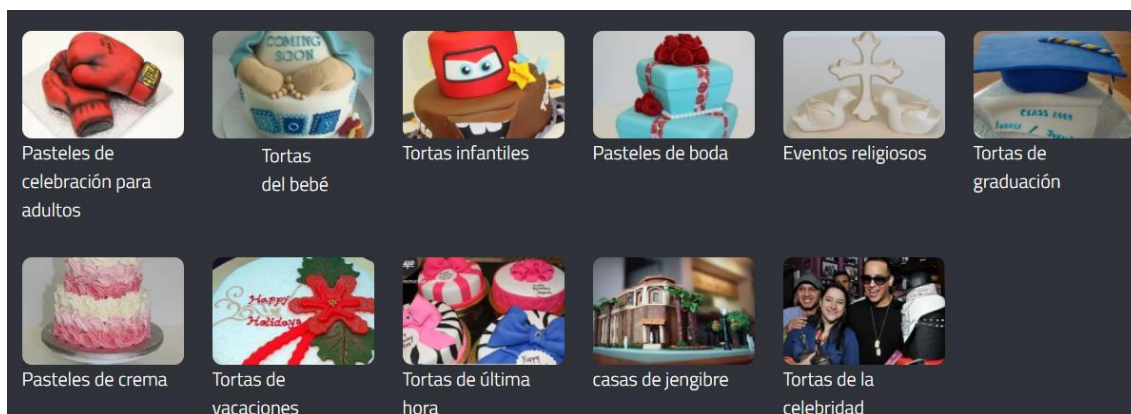 COMING
SOON
CLASS 2009
Pasteles de
celebración para
adultos
Tortas
del bebé
Tortas infantiles
Pasteles de boda
Eventos religiosos
Tortas de
graduación
Happy
Holidays
Pasteles de crema
Tortas de
vacaciones
Tortas de última
hora
casas de jengibre
Tortas de la
celebridad